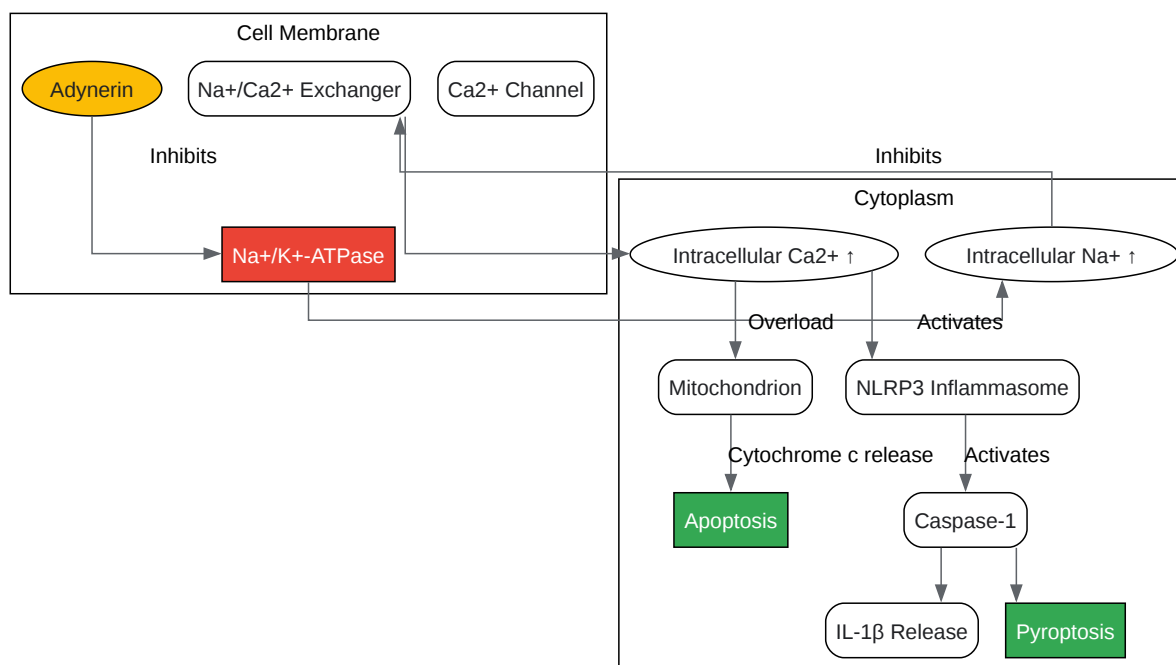 Cell Membrane
Adynerin
Na+/Ca2+ Exchanger
Ca2+ Channel
Inhibits
Inhibits
Cytoplasm
Na+/K+-ATPase
Intracellular Ca2+ ↑
Intracellular Na+ ↑
Overload
Activates
Mitochondrion
NLRP3 Inflammasome
Cytochrome c release
Activates
Apoptosis
Caspase-1
IL-1β Release
Pyroptosis